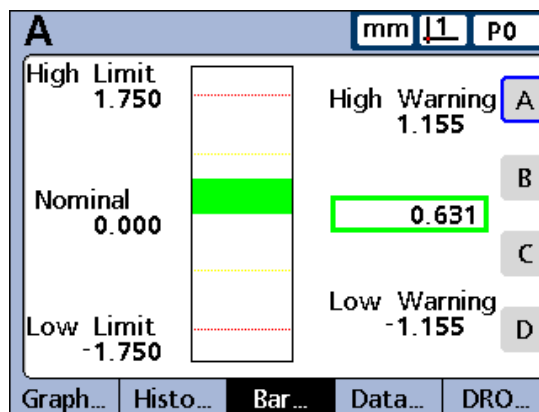 A mm 1 P0
High Limit
1.750
High Warning
1.155
A
B
Nominal
0.000
0.631
C
Low Limit
-1.750
Low Warning
-1.155
D
Graph... Histo... Bar... Data... DRO...